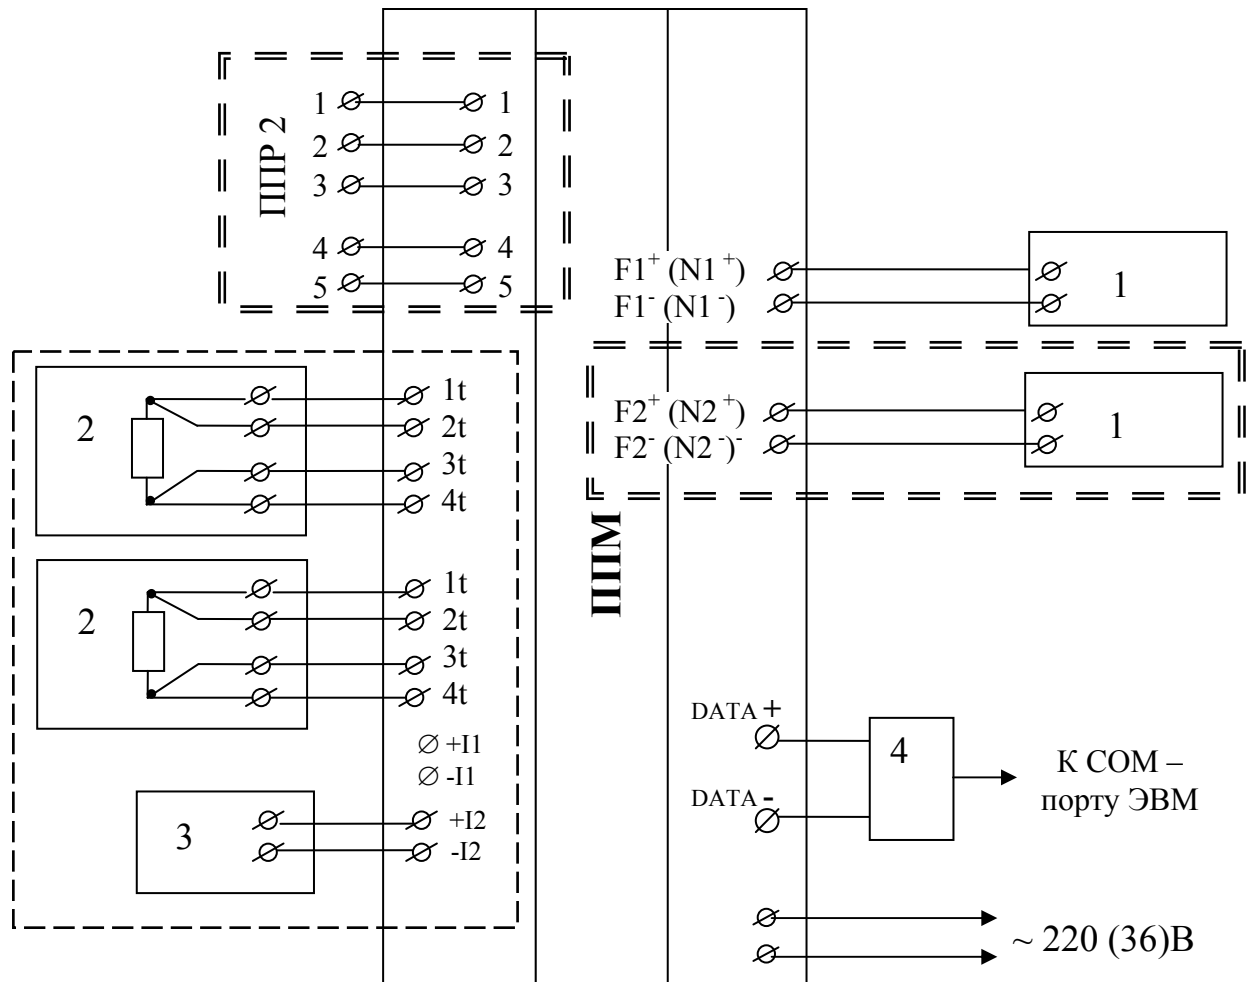 ППР 2
1 1
2 2
3 3
4 4
5 5
F1+ (N1+)
F1- (N1-)
1
2
1t
2t
3t
4t
F2+ (N2+)
F2- (N2-)-
1
ППМ
2
1t
2t
3t
4t
+I1
-I1
3
+I2
-I2
DATA +
DATA -
4
К СОМ –
порту ЭВМ
~ 220 (36)В